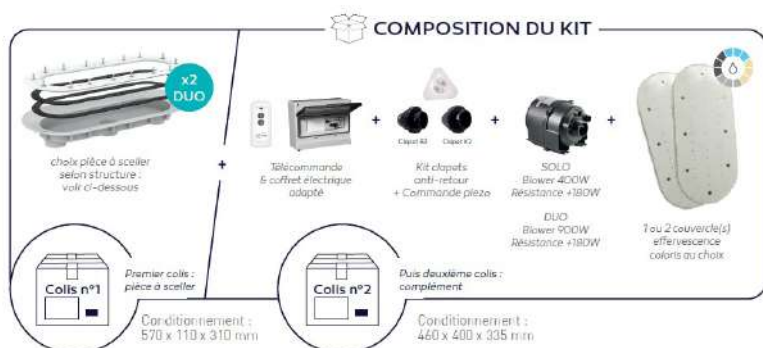 COMPOSITION DU KIT
x2
DUO
choix pièce à sceller
selon structure :
voir ci-dessous
+
Télécommande
& coffret électrique
adapté
+
Clapet
Clapet
Kit clapets
anti-retour
+ Commande piezo
+
SOLO
Blower 400W
Résistance +180W
DUO
Blower 900W
Résistance +180W
+
1 ou 2 couvercle(s)
effervescence
coloris au choix
Colis n°1
Premier colis :
pièce à sceller
Conditionnement :
570 x 110 x 310 mm
Colis n°2
Puis deuxième colis :
complément
Conditionnement :
460 x 400 x 335 mm